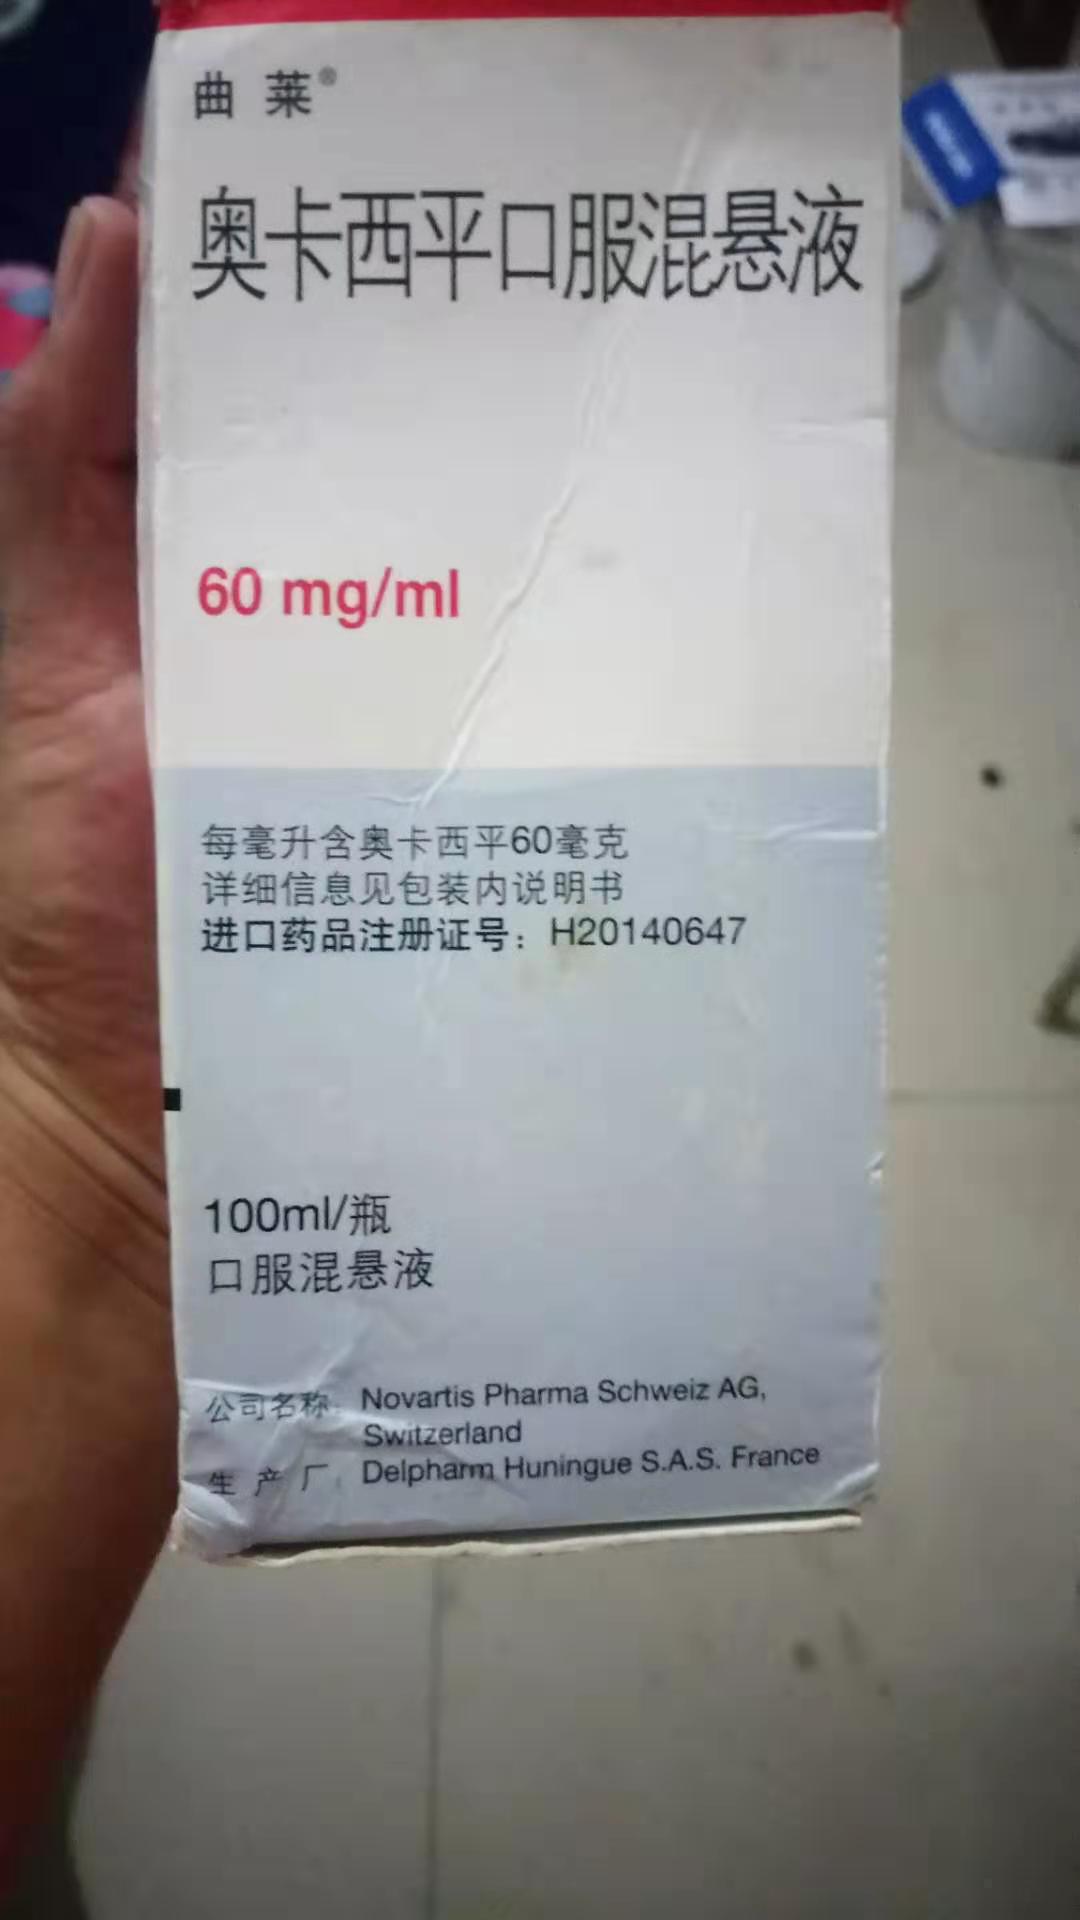 曲莱®
奥卡西平口服混悬液
60 mg/ml
每毫升含奥卡西平60毫克
详细信息见包装内说明书
进口药品注册证号：H20140647
100ml/瓶
口服混悬液
公司名称：Novartis Pharma Schweiz AG,
Switzerland
生产厂：Delpharm Huningue S.A.S. France